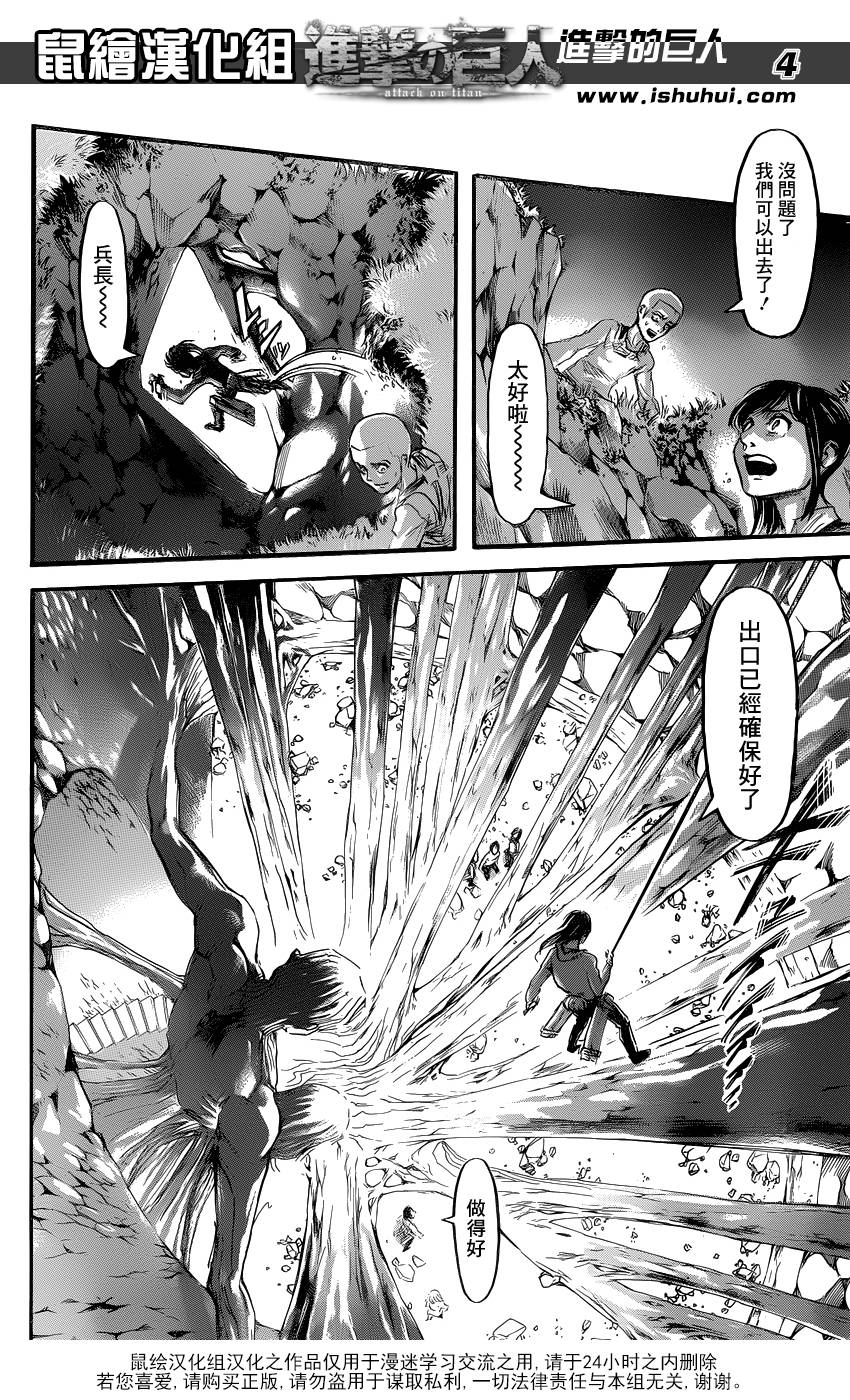 鼠繪漢化組
進撃の巨人
attack on titan
進擊的巨人
4
www.ishuhui.com
沒問題了
我們可以出去了！
太好啦～～～
兵長～～～
出口已經確保好了
做得好
鼠绘汉化组汉化之作品仅用于漫迷学习交流之用, 请于24小时之内删除
若您喜爱, 请购买正版, 请勿盗用于谋取私利, 一切法律责任与本组无关, 谢谢。